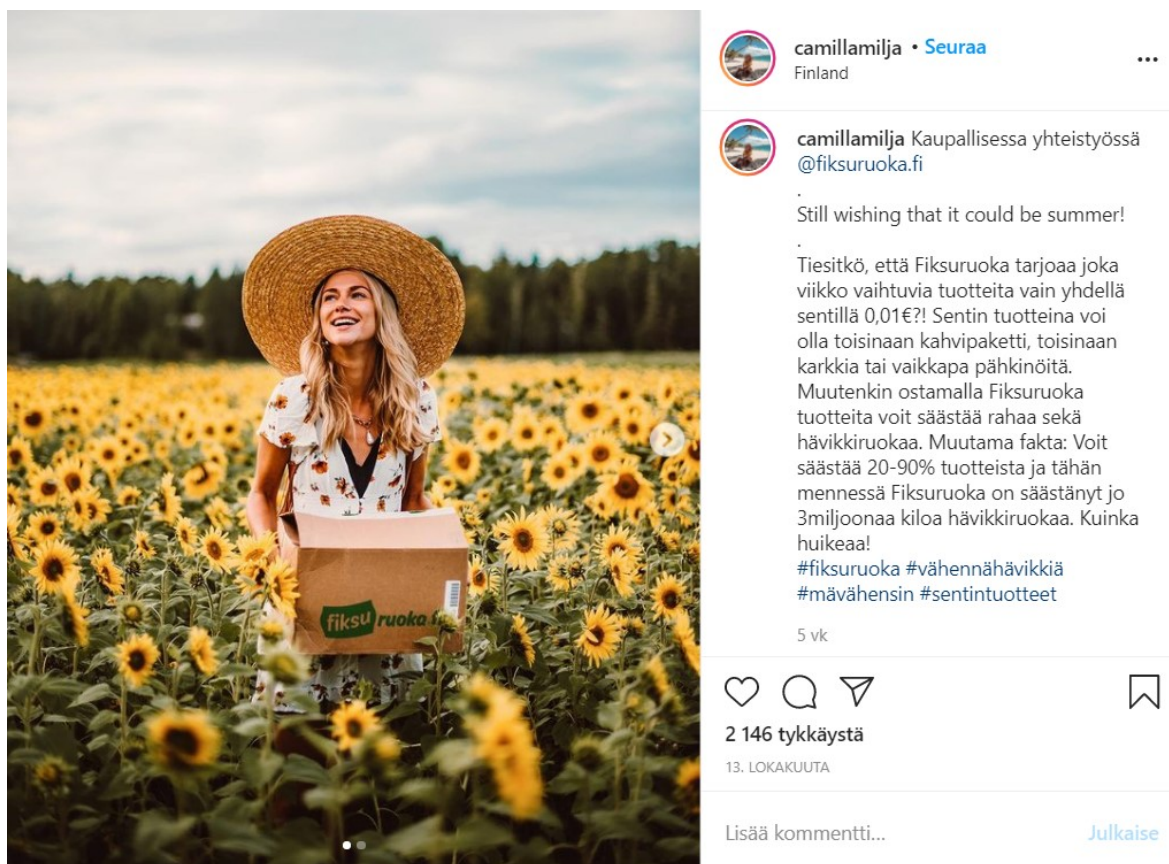 fiksu ruoka
camillamilja • Seuraa
Finland
camillamilja Kaupallisessa yhteistyössä
@fiksuruoka.fi
.
Still wishing that it could be summer!
.
Tiesitkö, että Fiksuruoka tarjoaa joka
viikko vaihtuvia tuotteita vain yhdellä
sentillä 0,01€?! Sentin tuotteina voi
olla toisinaan kahvipaketti, toisinaan
karkkia tai vaikkapa pähkinöitä.
Muutenkin ostamalla Fiksuruoka
tuotteita voit säästää rahaa sekä
hävikkiruokaa. Muutama fakta: Voit
säästää 20-90% tuotteista ja tähän
mennessä Fiksuruoka on säästänyt jo
3miljoonaa kiloa hävikkiruokaa. Kuinka
huikeaa!
#fiksuruoka #vähennähävikkiä
#mävähensin #sentintuotteet
5 vk
2 146 tykkäystä
13. LOKAKUUTA
Lisää kommentti...
Julkaise